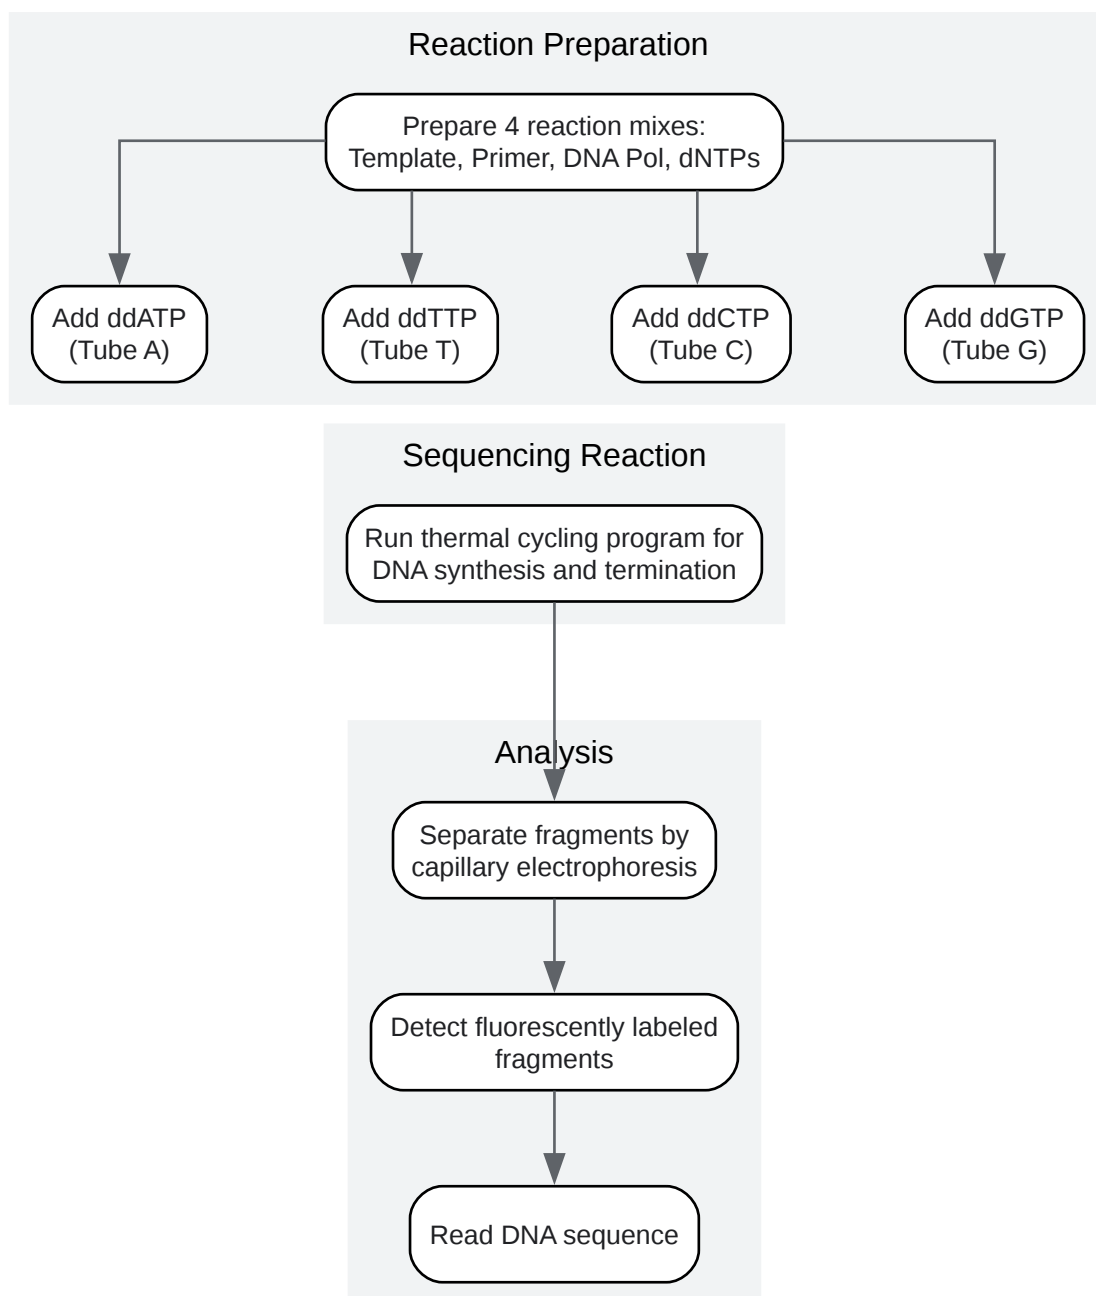 Reaction Preparation
Prepare 4 reaction mixes:
Template, Primer, DNA Pol, dNTPs
Add ddATP
(Tube A)
Add ddTTP
(Tube T)
Add ddCTP
(Tube C)
Add ddGTP
(Tube G)
Sequencing Reaction
Run thermal cycling program for
DNA synthesis and termination
Analysis
Separate fragments by
capillary electrophoresis
Detect fluorescently labeled
fragments
Read DNA sequence